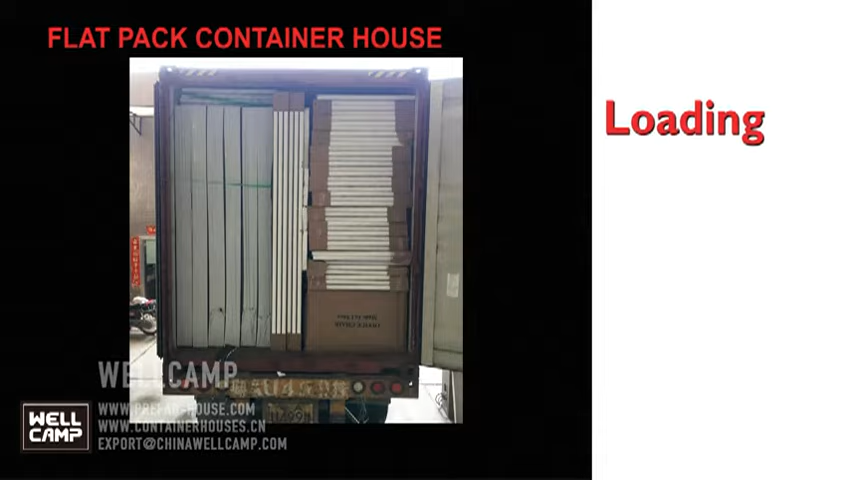 FLAT PACK CONTAINER HOUSE
Loading
WELLCAMP
WELL
CAMP
WWW.PREFAB-HOUSE.COM
WWW.CONTAINERHOUSES.CN
EXPORT@CHINAWELLCAMP.COM